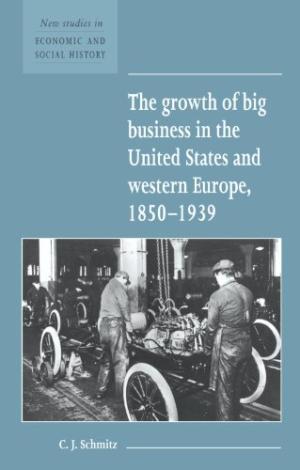 New studies in
ECONOMIC AND
SOCIAL HISTORY
The growth of big
business in the
United States and
western Europe,
1850–1939
C. J. Schmitz